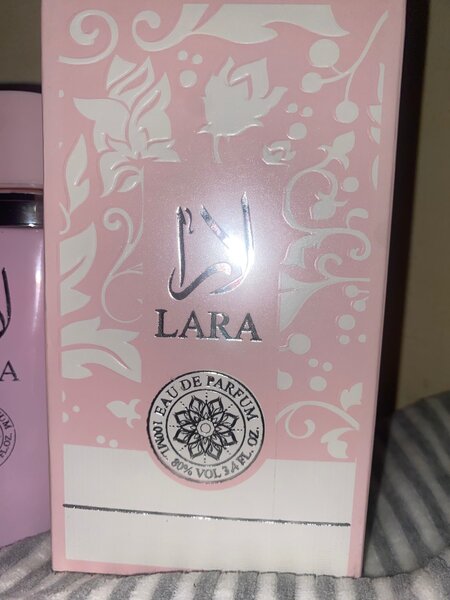 لارا
LARA
100ML EAU DE PARFUM
80% VOL 3.4 FL. OZ
A